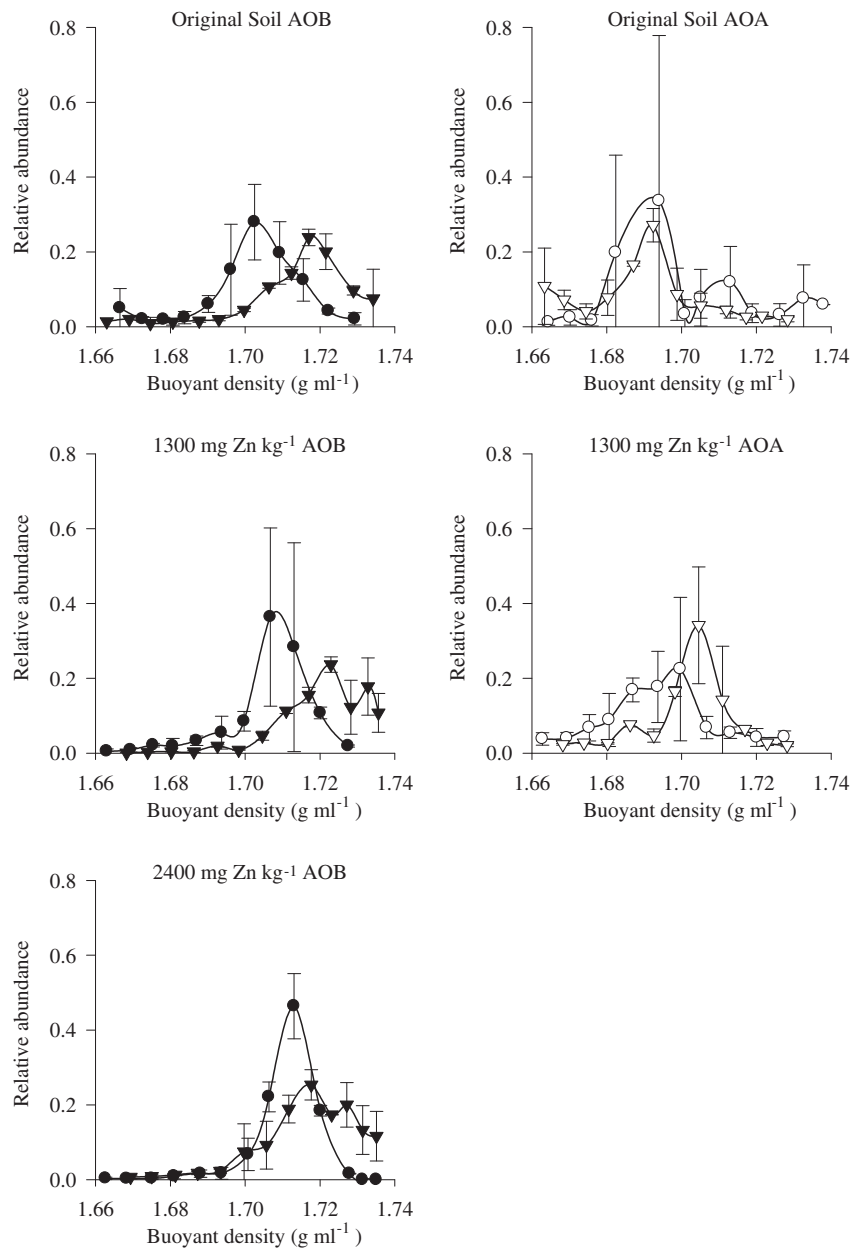 Original Soil AOB
0.8
0.6
0.4
0.2
0.0
Relative abundance
1.66 1.68 1.70 1.72 1.74
Buoyant density (g ml-1)
Original Soil AOA
0.8
0.6
0.4
0.2
0.0
Relative abundance
1.66 1.68 1.70 1.72 1.74
Buoyant density (g ml-1 )
1300 mg Zn kg-1 AOB
0.8
0.6
0.4
0.2
0.0
Relative abundance
1.66 1.68 1.70 1.72 1.74
Buoyant density (g ml-1 )
1300 mg Zn kg-1 AOA
0.8
0.6
0.4
0.2
0.0
Relative abundance
1.66 1.68 1.70 1.72 1.74
Buoyant density (g ml-1 )
2400 mg Zn kg-1 AOB
0.8
0.6
0.4
0.2
0.0
Relative abundance
1.66 1.68 1.70 1.72 1.74
Buoyant density (g ml-1 )